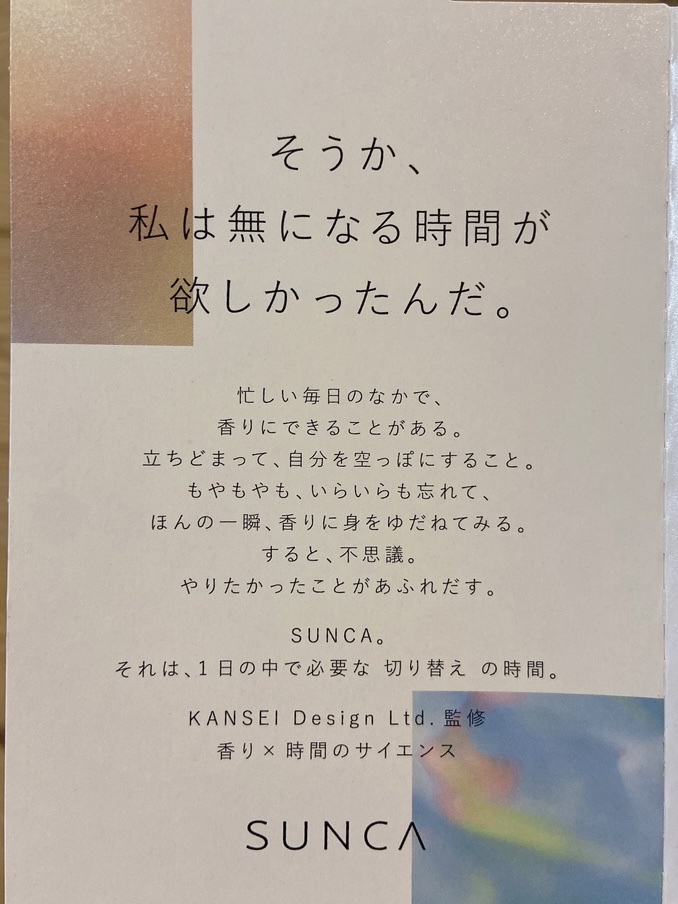 そうか、
私は無になる時間が
欲しかったんだ。
忙しい毎日のなかで、
香りにできることがある。
立ちどまって、自分を空っぽにすること。
もやもやも、いらいらも忘れて、
ほんの一瞬、香りに身をゆだねてみる。
すると、不思議。
やりたかったことがあふれだす。
SUNCA。
それは、1日の中で必要な 切り替え の時間。
KANSEI Design Ltd. 監修
香り×時間のサイエンス
SUNCA